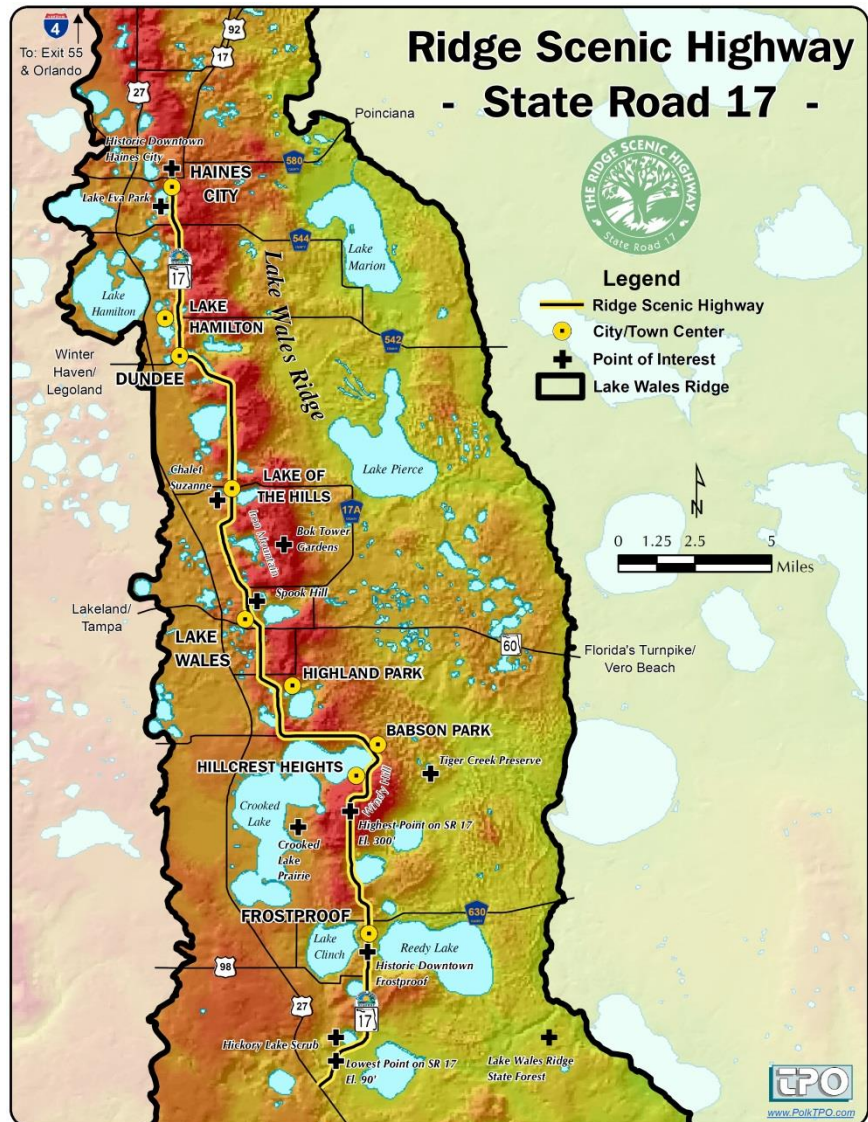 Ridge Scenic Highway
- State Road 17 -
4
To: Exit 55
& Orlando
92
17
27
Poinciana
THE RIDGE SCENIC HIGHWAY
State Road 17
Historic Downtown
Haines City
580
HAINES
CITY
Lake Eva Park
544
Lake
Marion
Legend
Ridge Scenic Highway
City/Town Center
Point of Interest
Lake Wales Ridge
17
Lake Wales Ridge
Lake
Hamilton
LAKE
HAMILTON
542
Winter
Haven/
Legoland
DUNDEE
Lake Pierce
Chalet
Suzanne
LAKE OF
THE HILLS
17A
N
Iron Mountain
Bok Tower
Gardens
0 1.25 2.5 5
Miles
Spook Hill
Lakeland/
Tampa
LAKE
WALES
60
Florida's Turnpike/
Vero Beach
HIGHLAND PARK
BABSON PARK
HILLCREST HEIGHTS
Tiger Creek Preserve
Windy Hill
Crooked
Lake
Highest Point on SR 17
El. 300'
Crooked
Lake
Prairie
FROSTPROOF
630
Lake
Clinch
Reedy Lake
98
Historic Downtown
Frostproof
27
17
Hickory Lake Scrub
Lowest Point on SR 17
El. 90'
Lake Wales Ridge
State Forest
TPO
www.PolkTPO.com